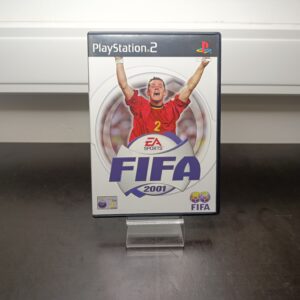 PlayStation.2
2
EA
SPORTS
FIFA
2001
FIFA